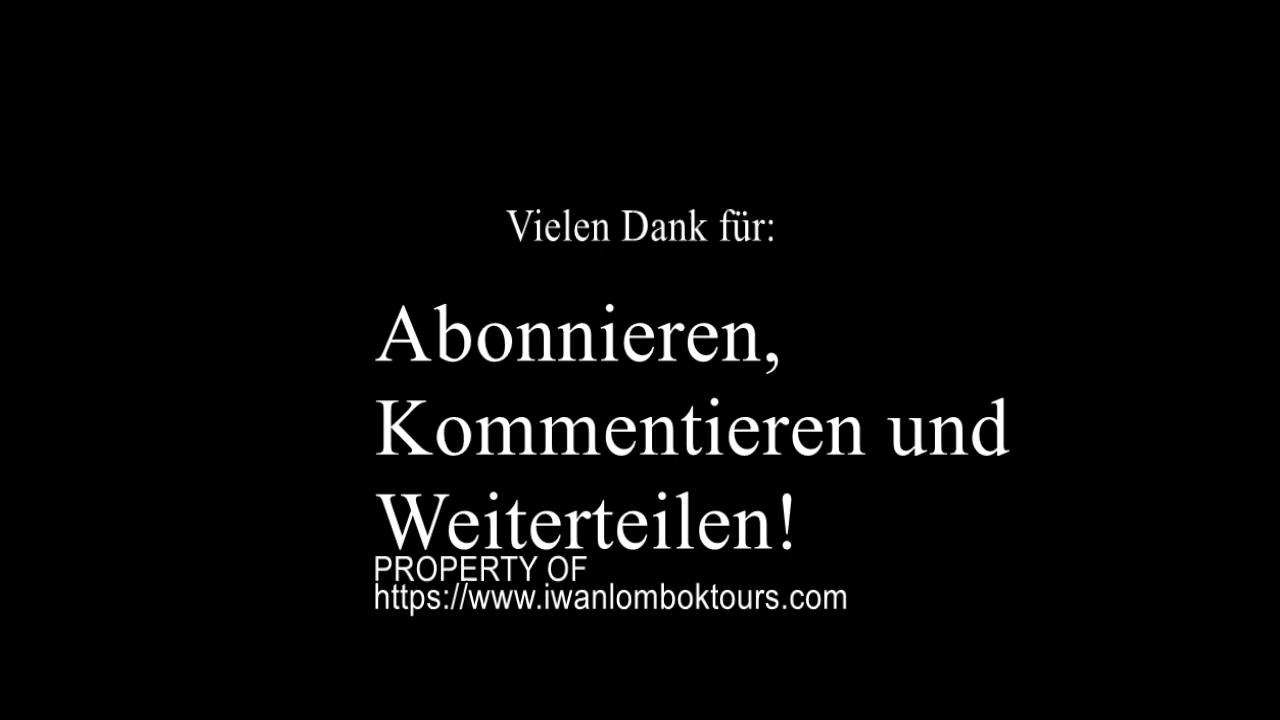 Vielen Dank für:
Abonnieren,
Kommentieren und
Weiterteilen!
PROPERTY OF
https://www.iwanlomboktours.com